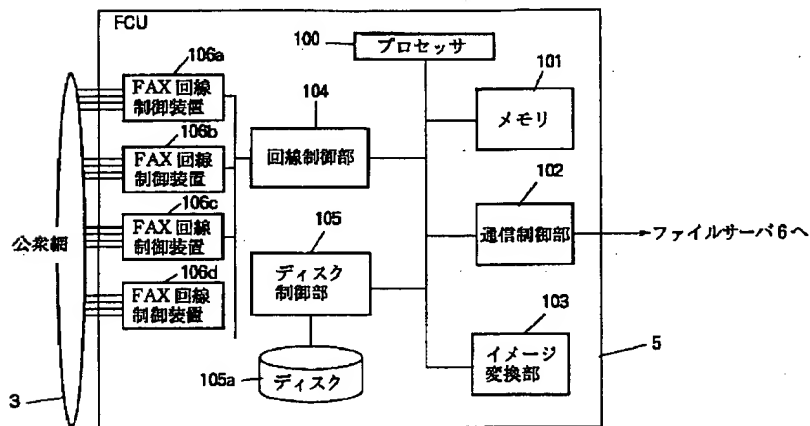 FCU
100
プロセッサ
106a
FAX 回線
制御装置
104
回線制御部
101
メモリ
106b
FAX 回線
制御装置
102
通信制御部
ファイルサーバ6へ
106c
FAX 回線
制御装置
公衆網
105
ディスク
制御部
106d
FAX 回線
制御装置
103
イメージ
変換部
5
105a
ディスク
3